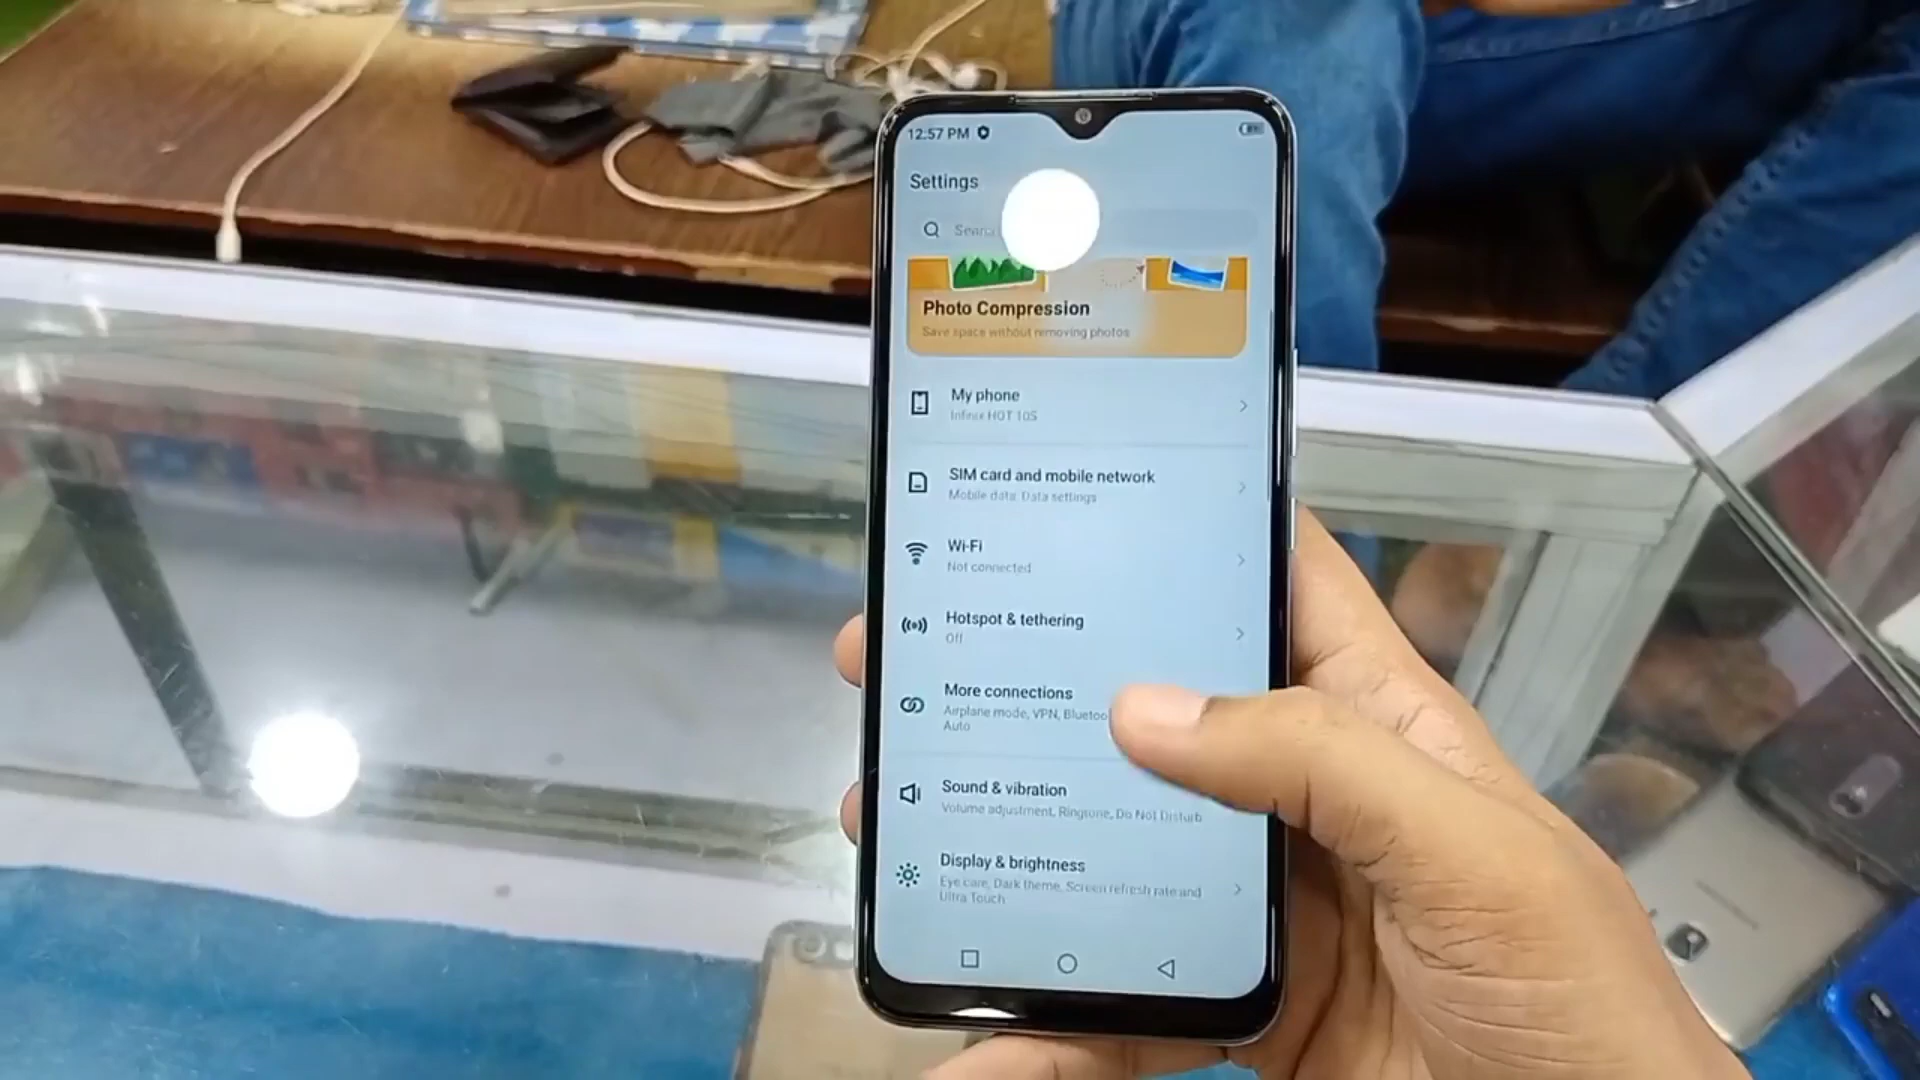 12:57 PM
Settings
Photo Compression
Save space without removing photos
My phone
Infinix HOT 10S
SIM card and mobile network
Mobile data, Data settings
Wi-Fi
Not connected
Hotspot & tethering
Off
More connections
Airplane mode, VPN,
Auto
Sound & vibration
Volume adjustment, Ringtone, Do Not Disturb
Display & brightness
Eye care, Dark theme, Screen refresh rate and
Ultra Touch